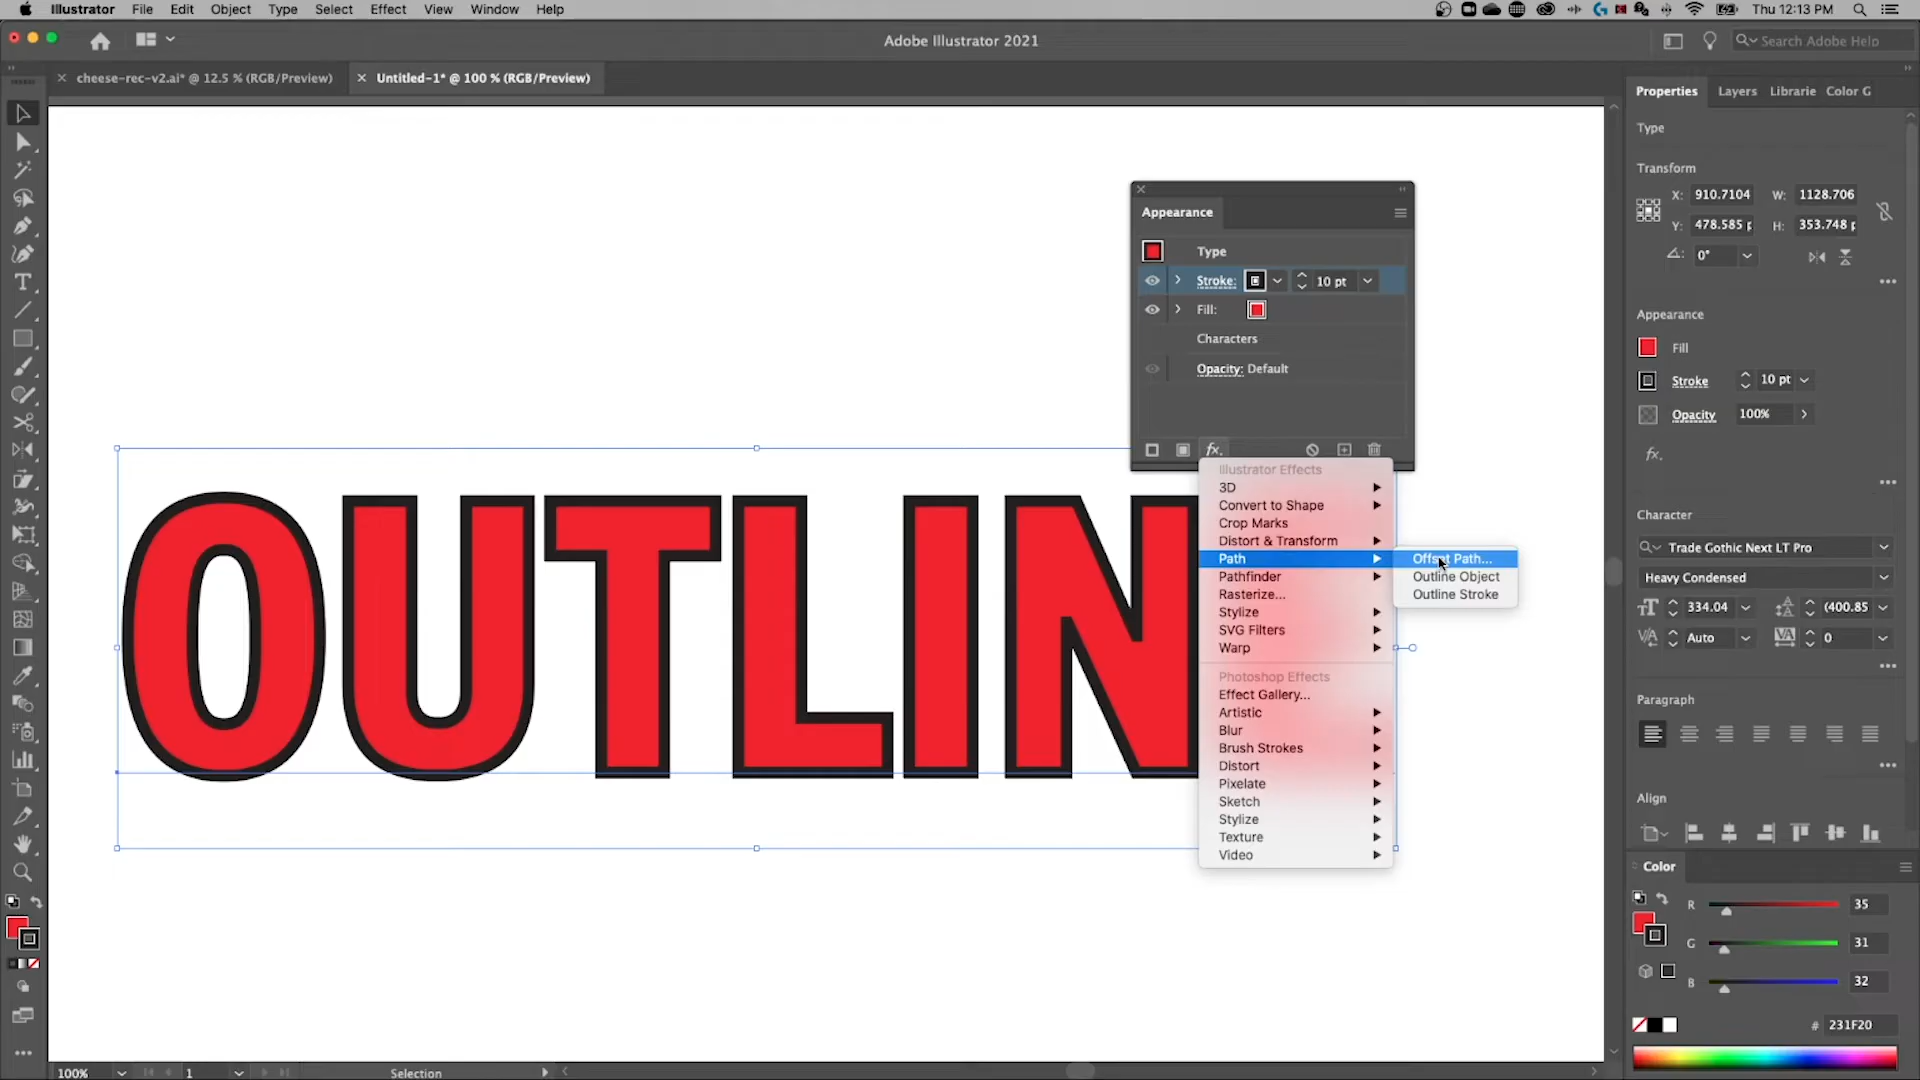 Illustrator File Edit Object Type Select Effect View Window Help
Thu 12:13 PM
Adobe Illustrator 2021
Search Adobe Help
cheese-rec-v2.ai* @ 12.5 % (RGB/Preview)
Untitled-1* @ 100 % (RGB/Preview)
Properties Layers Librarie Color G
Type
Transform
X: 910.7104 W: 1128.706
Y: 478.585 p H: 353.748 p
0°
Appearance
Fill
Stroke 10 pt
Opacity 100%
fx.
Character
Trade Gothic Next LT Pro
Heavy Condensed
334.04 (400.85
Auto 0
Paragraph
Align
Color
R 35
G 31
B 32
# 231F20
Appearance
Type
Stroke: 10 pt
Fill:
Characters
Opacity: Default
fx.
Illustrator Effects
3D
Convert to Shape
Crop Marks
Distort & Transform
Path
Pathfinder
Rasterize...
Stylize
SVG Filters
Warp
Photoshop Effects
Effect Gallery...
Artistic
Blur
Brush Strokes
Distort
Pixelate
Sketch
Stylize
Texture
Video
Offset Path...
Outline Object
Outline Stroke
OUTLIN
100% 1 Selection